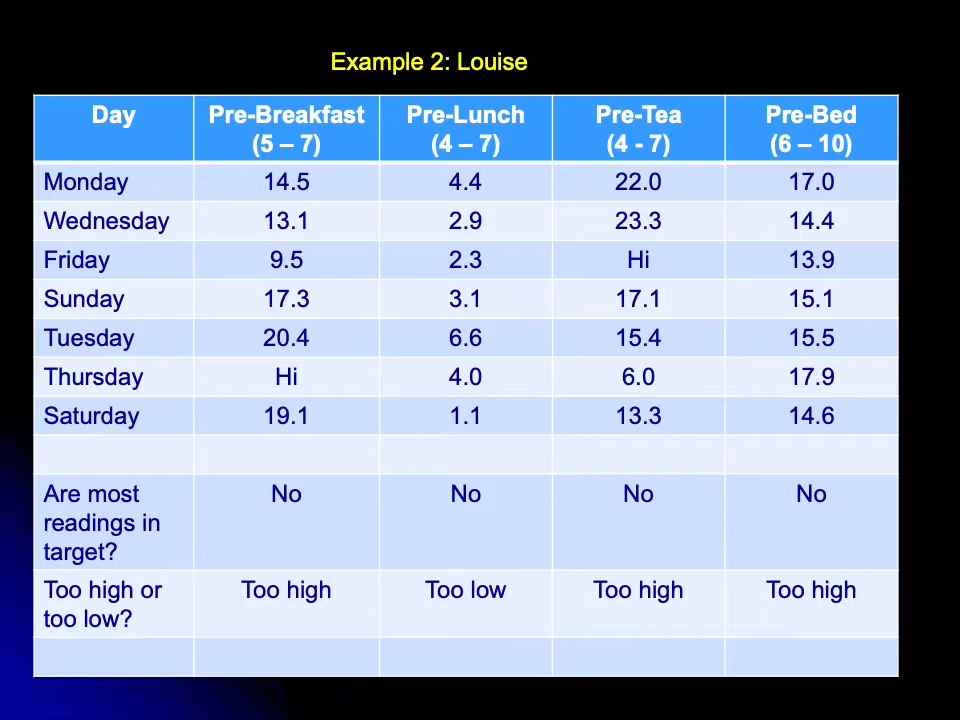 Example 2: Louise
Day Pre-Breakfast Pre-Lunch Pre-Tea Pre-Bed
(5 – 7) (4 – 7) (4 - 7) (6 – 10)
Monday 14.5 4.4 22.0 17.0
Wednesday 13.1 2.9 23.3 14.4
Friday 9.5 2.3 Hi 13.9
Sunday 17.3 3.1 17.1 15.1
Tuesday 20.4 6.6 15.4 15.5
Thursday Hi 4.0 6.0 17.9
Saturday 19.1 1.1 13.3 14.6
Are most No No No No
readings in
target?
Too high or Too high Too low Too high Too high
too low?